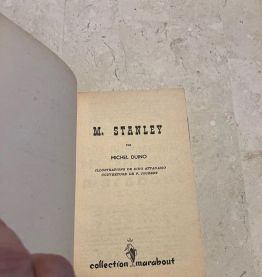 M. STANLEY
PAR
MICHEL DUINO
ILLUSTRATIONS DE DINO ATTANASIO
COUVERTURE DE P. JOUBERT
collection marabout